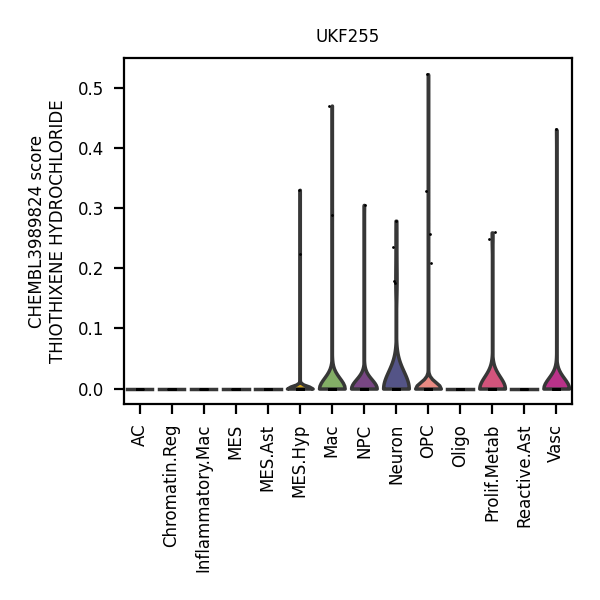 UKF255
CHEMBL3989824 score
THIOTHIXENE HYDROCHLORIDE
0.5
0.4
0.3
0.2
0.1
0.0
AC
Chromatin.Reg
Inflammatory.Mac
MES
MES.Ast
MES.Hyp
Mac
NPC
Neuron
OPC
Oligo
Prolif.Metab
Reactive.Ast
Vasc